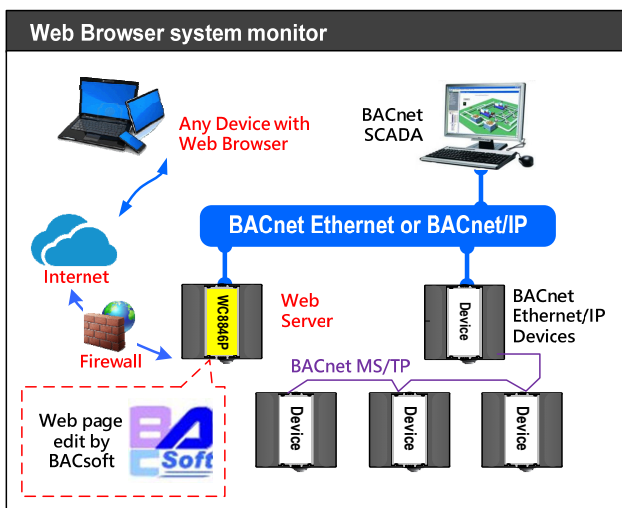 Web Browser system monitor
Any Device with
Web Browser
BACnet
SCADA
BACnet Ethernet or BACnet/IP
Internet
WC8846P
Web
Server
Device
BACnet
Ethernet/IP
Devices
Firewall
BACnet MS/TP
Web page
edit by
BACsoft
BAC Soft
Device
Device
Device